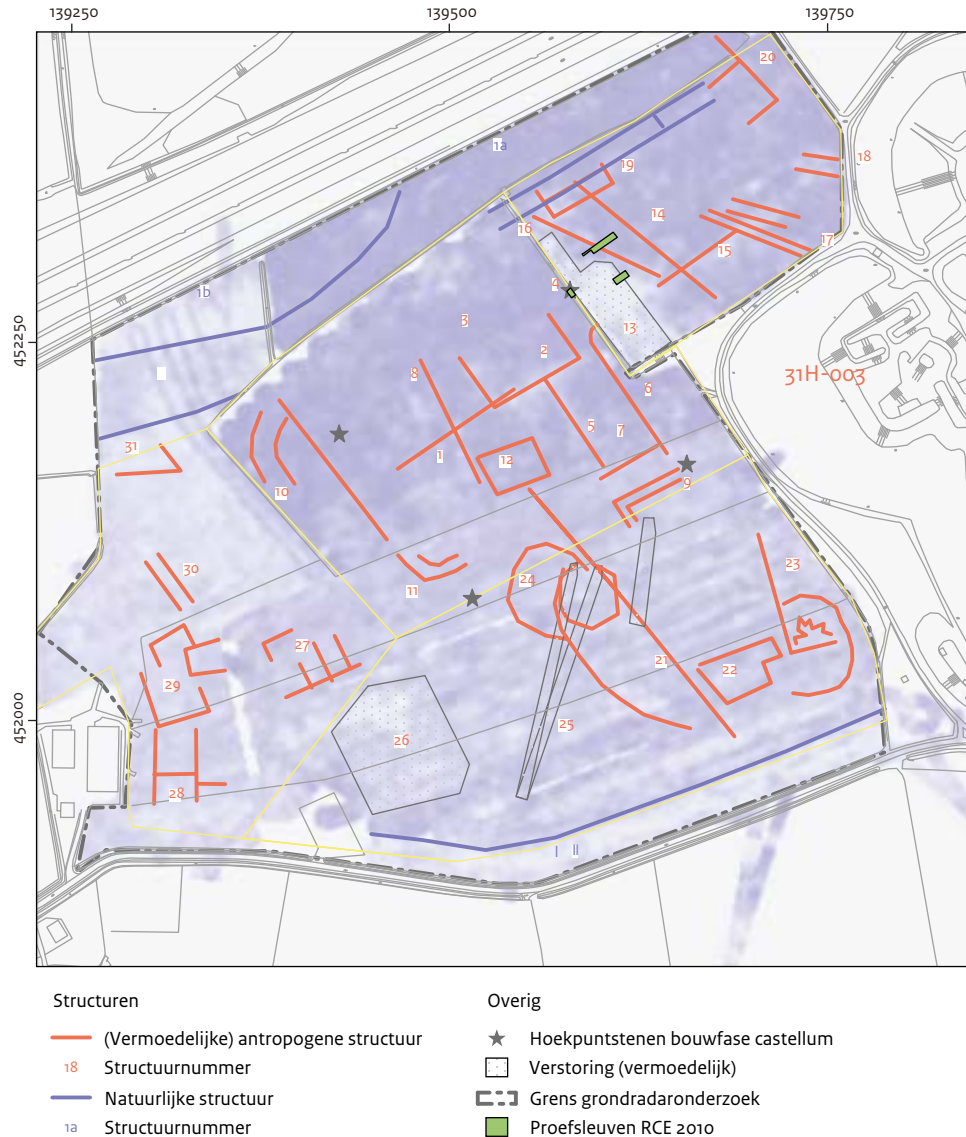 139250 139500 139750
20
1a
18
19
14
16
15
17
1b
4
3
13
452250
2
31H-003
8
6
5
7
31
1
12
9
10
23
30
24
11
27
21
22
29
452000
25
26
28
I II
Structuren
(Vermoedelijke) antropogene structuur
18 Structuurnummer
Natuurlijke structuur
1a Structuurnummer
Overig
Hoekpuntstenen bouwfase castellum
Verstoring (vermoedelijk)
Grens grondradaronderzoek
Proefsleuven RCE 2010